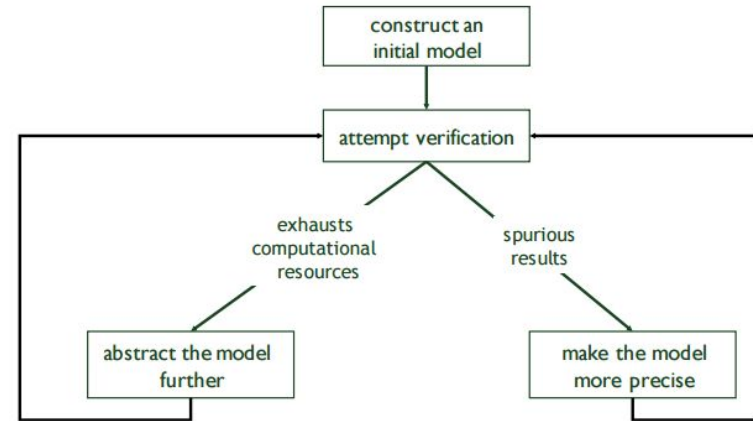 construct an
initial model
attempt verification
exhausts
computational
resources
spurious
results
abstract the model
further
make the model
more precise